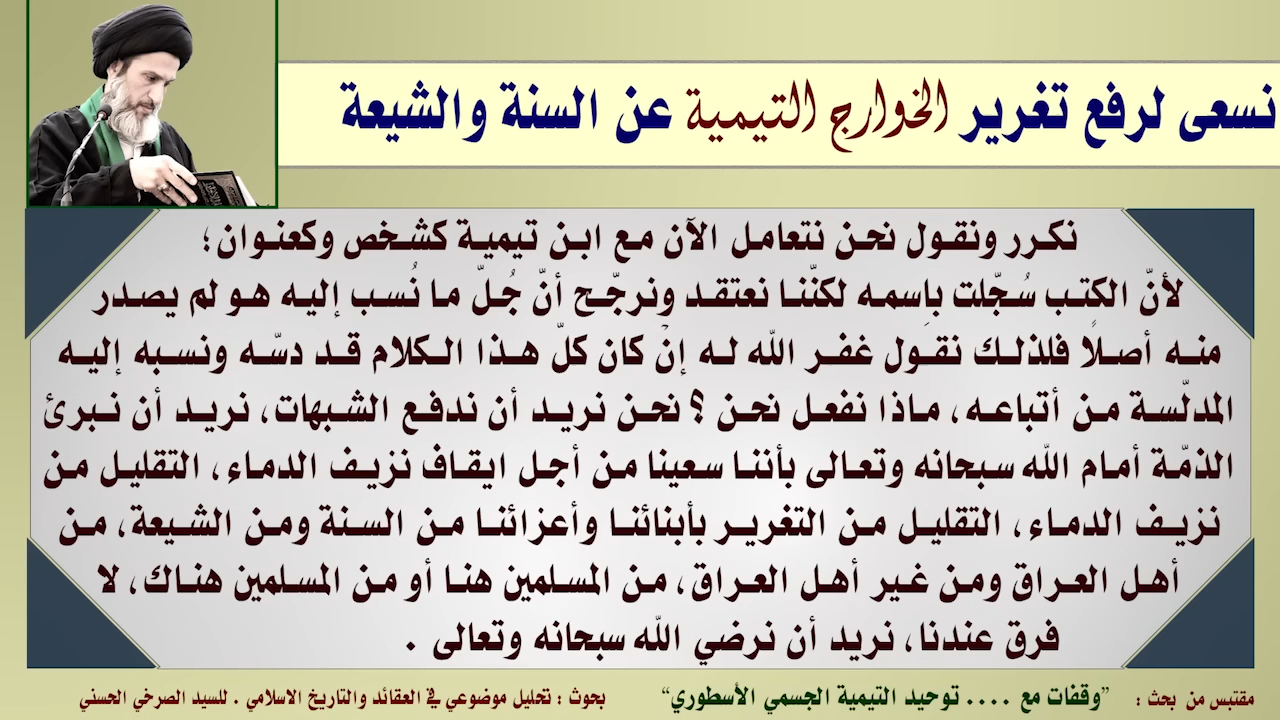 نسعى لرفع تغرير الخوارج التيمية عن السنة والشيعة
نكرر ونقول نحن نتعامل الآن مع ابن تيمية كشخص وكعنوان؛
لأنّ الكتب سُجّلت بإسمه لكنّنا نعتقد ونرجّح أنّ جُلّ ما نُسب إليه هو لم يصدر
منه أصلًا فلذلك نقول غفر الله له إنْ كان كلّ هذا الكلام قد دسّه ونسبه إليه
المدلّسة من أتباعه، ماذا نفعل نحن ؟ نحن نريد أن ندفع الشبهات، نريد أن نبرئ
الذمّة أمام الله سبحانه وتعالى بأننا سعينا من أجل ايقاف نزيف الدماء، التقليل من
نزيف الدماء، التقليل من التغرير بأبنائنا وأعزائنا من السنة ومن الشيعة، من
أهل العراق ومن غير أهل العراق، من المسلمين هنا أو من المسلمين هناك، لا
فرق عندنا، نريد أن نرضي الله سبحانه وتعالى .
مقتبس من بحث : "وقفات مع .... توحيد التيمية الجسمي الأسطوري" بحوث : تحليل موضوعي في العقائد والتاريخ الاسلامي . للسيد الصرخي الحسني